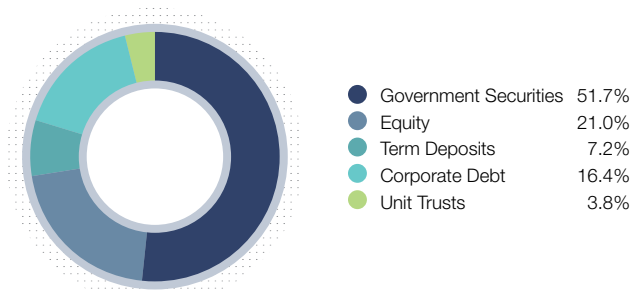 Government Securities 51.7%
Equity 21.0%
Term Deposits 7.2%
Corporate Debt 16.4%
Unit Trusts 3.8%